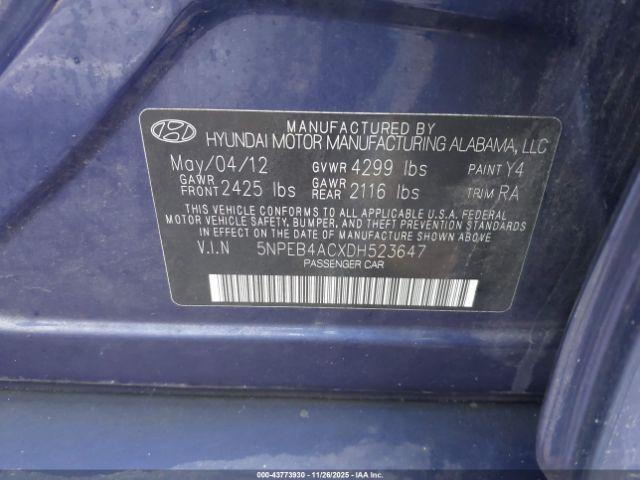 MANUFACTURED BY
HYUNDAI MOTOR MANUFACTURING ALABAMA, LLC
May/04/12 GVWR 4299 lbs PAINT Y4
GAWR FRONT 2425 lbs GAWR REAR 2116 lbs TRIM RA
THIS VEHICLE CONFORMS TO ALL APPLICABLE U.S.A. FEDERAL
MOTOR VEHICLE SAFETY, BUMPER, AND THEFT PREVENTION STANDARDS
IN EFFECT ON THE DATE OF MANUFACTURE SHOWN ABOVE.
V.I.N 5NPEB4ACXDH523647
PASSENGER CAR
000-43773930 - 11/26/2025 - IAA Inc. (C)